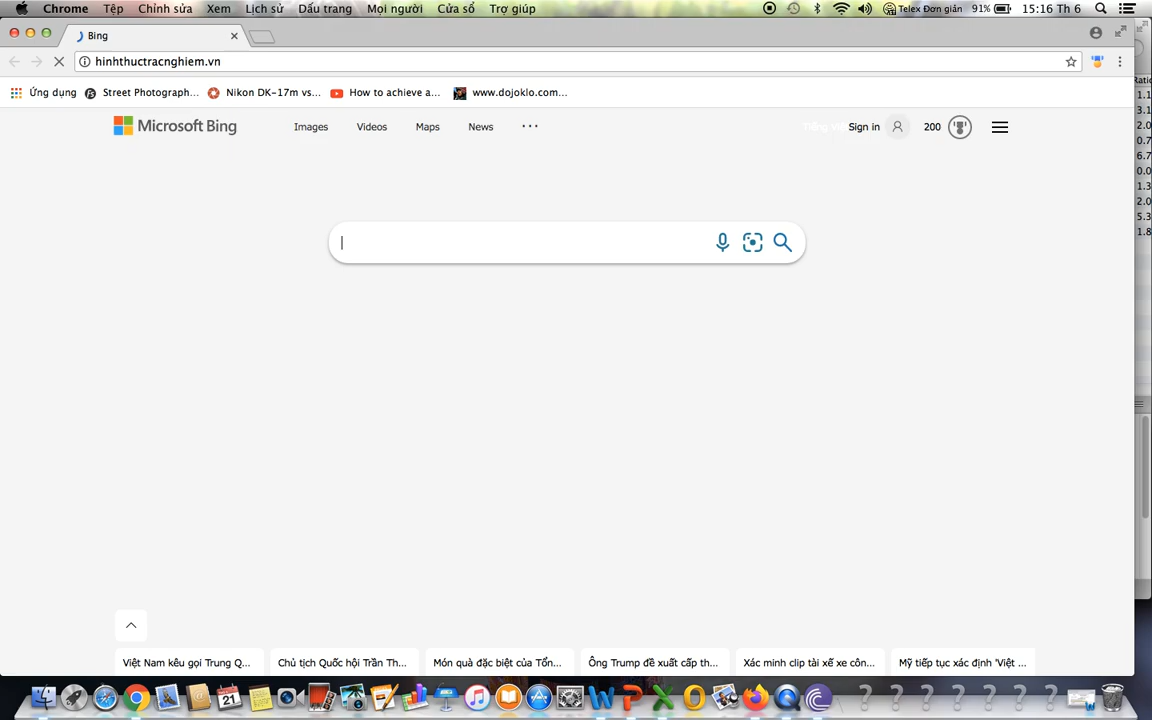 Chrome Tệp Chỉnh sửa Xem Lịch sử Dấu trang Mọi người Cửa sổ Trợ giúp Telex Đơn giản 91% 15:16 Th 6
Bing
hinhthuctracnghiem.vn
Ứng dụng Street Photograph... Nikon DK-17m vs... How to achieve a... www.dojoklo.com...
Microsoft Bing Images Videos Maps News ... Sign in 200
Việt Nam kêu gọi Trung Q... Chủ tịch Quốc hội Trần Th... Món quà đặc biệt của Tổn... Ông Trump đề xuất cấp th... Xác minh clip tài xế xe côn... Mỹ tiếp tục xác định 'Việt ...